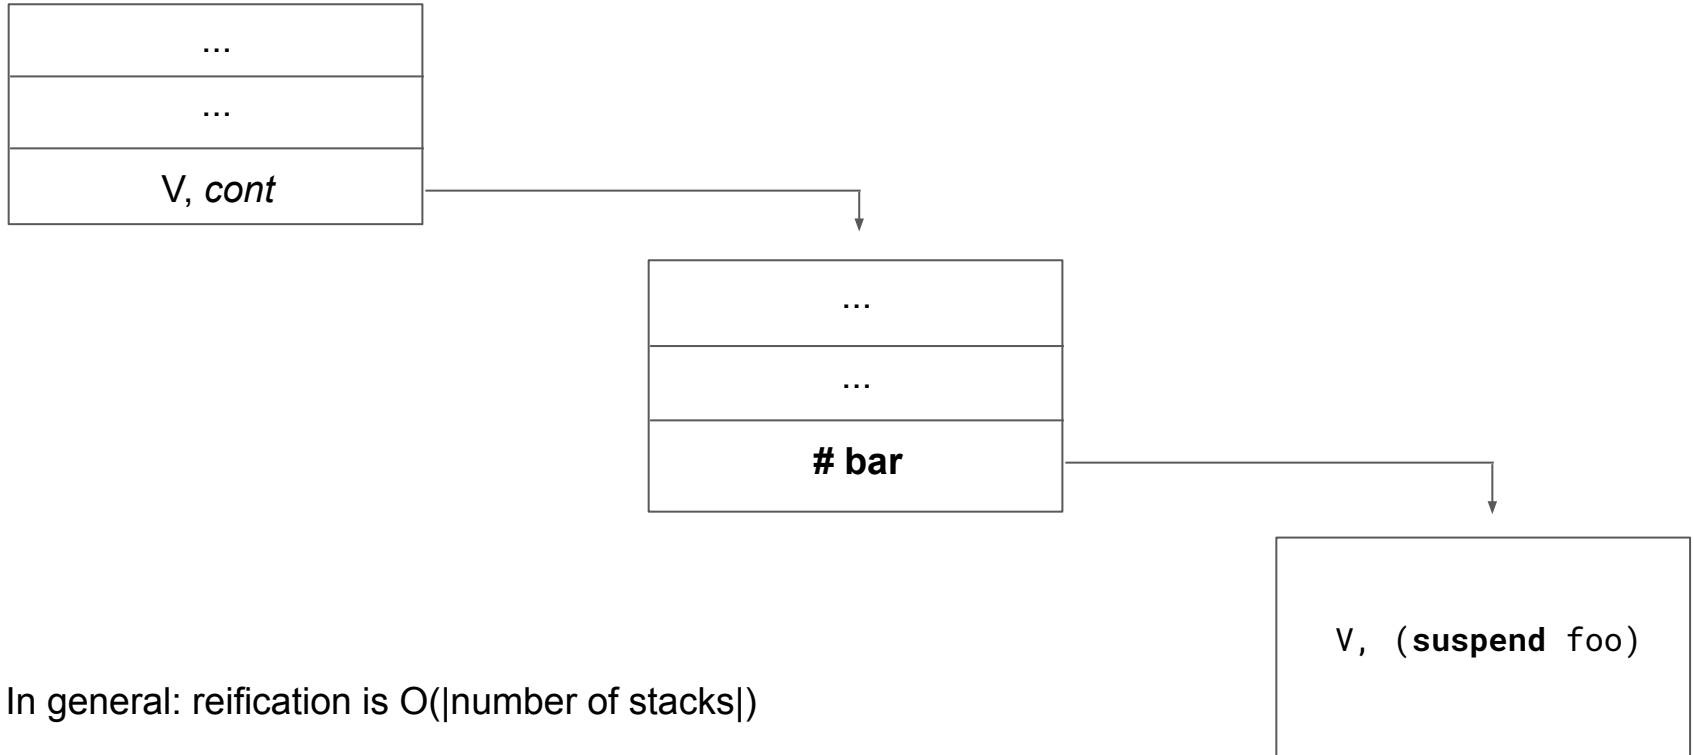 ...
...
V, cont
...
...
# bar
V, (suspend foo)
In general: reification is O(|number of stacks|)